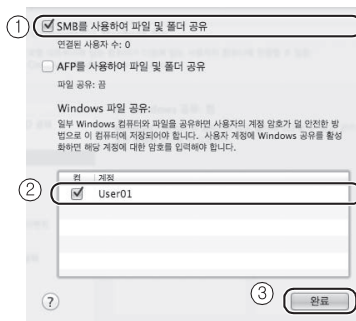 ① SMB를 사용하여 파일 및 폴더 공유
연결된 사용자 수: 0
AFP를 사용하여 파일 및 폴더 공유
파일 공유: 끔
Windows 파일 공유:
일부 Windows 컴퓨터와 파일을 공유하면 사용자의 계정 암호가 덜 안전한 방
법으로 이 컴퓨터에 저장되어야 합니다. 사용자 계정에 Windows 공유를 활성
화하면 해당 계정에 대한 암호를 입력해야 합니다.
켬 계정
② User01
③
? 완료